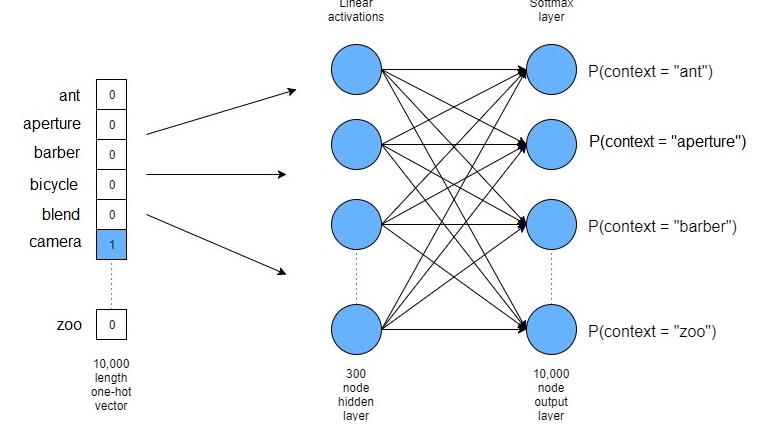 Linear
activations
Softmax
layer
ant 0
aperture 0
barber 0
bicycle 0
blend 0
camera 1
zoo 0
10,000
length
one-hot
vector
300
node
hidden
layer
10,000
node
output
layer
P(context = "ant")
P(context = "aperture")
P(context = "barber")
P(context = "zoo")